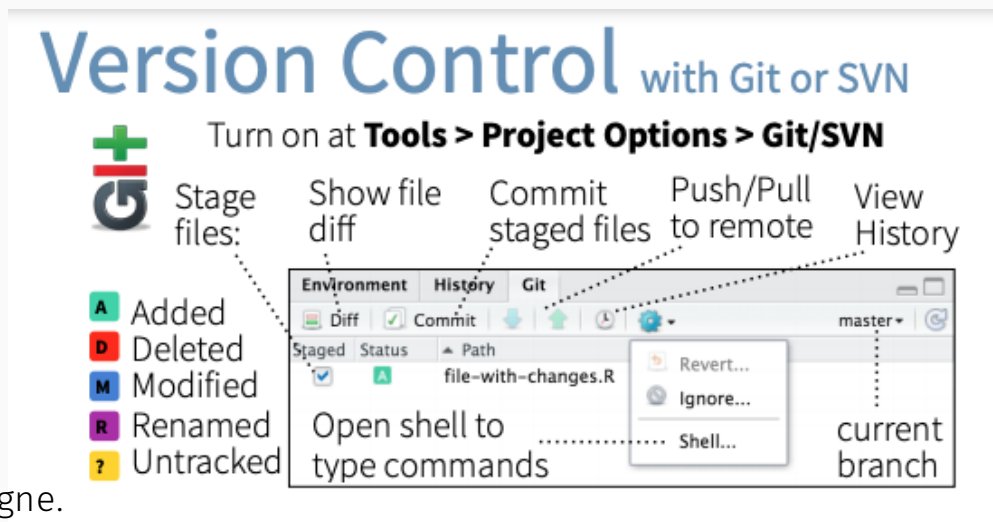 Version Control with Git or SVN
Turn on at Tools > Project Options > Git/SVN
git
Stage
files:
Show file
diff
Commit
staged files
Push/Pull
to remote
View
History
A Added
D Deleted
M Modified
R Renamed
? Untracked
Environment History Git
Diff Commit master
Staged Status Path
A file-with-changes.R
Revert...
Ignore...
Shell...
Open shell to
type commands
current
branch
gne.